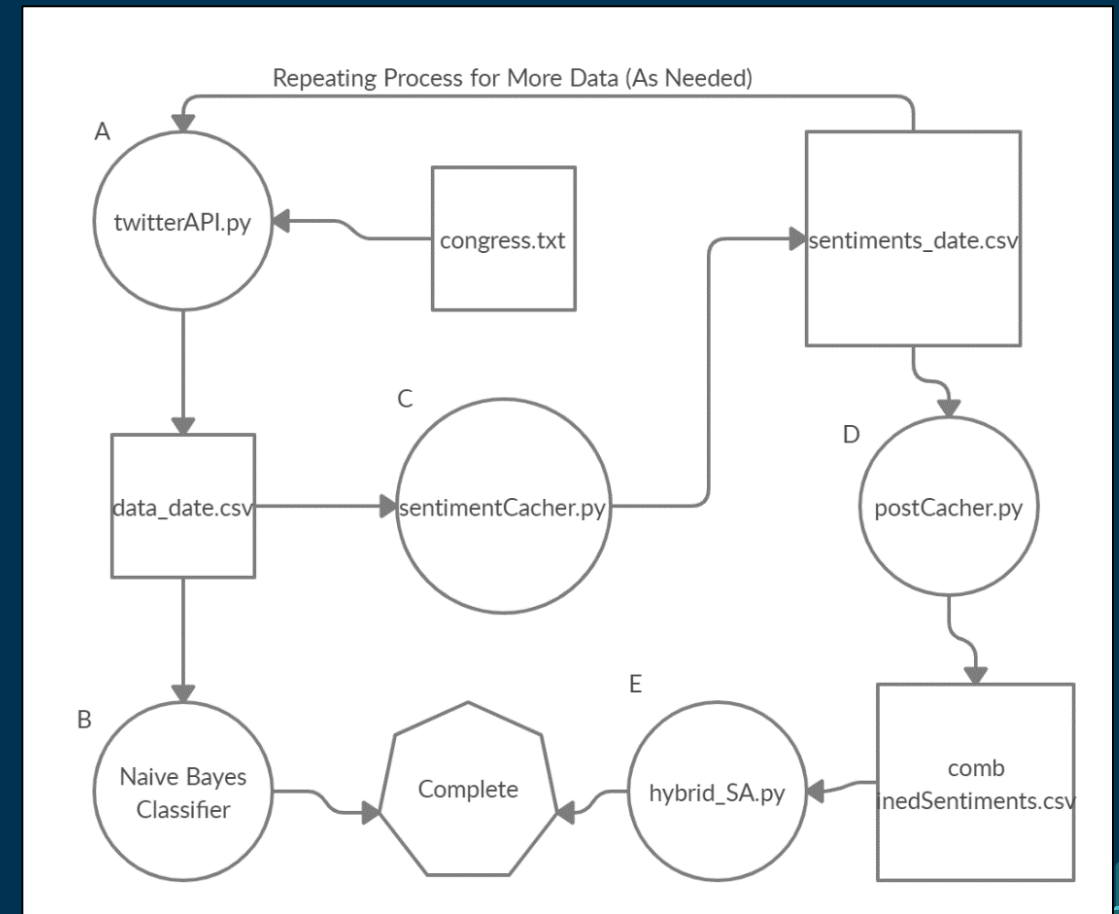 Repeating Process for More Data (As Needed)
A
twitterAPI.py
congress.txt
sentiments_date.csv
C
D
data_date.csv
sentimentCacher.py
postCacher.py
E
B
Naive Bayes
Classifier
Complete
hybrid_SA.py
comb
inedSentiments.csv